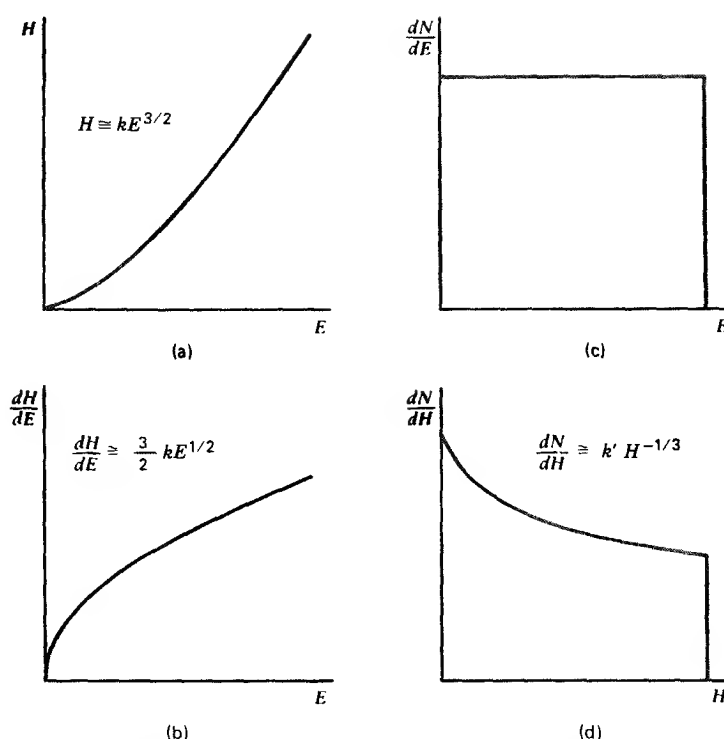 H
H ≅ kE^{3/2}
E
(a)
dN/dE
E
(c)
dH/dE
dH/dE ≅ 3/2 kE^{1/2}
E
(b)
dN/dH
dN/dH ≅ k′ H^{-1/3}
H
(d)